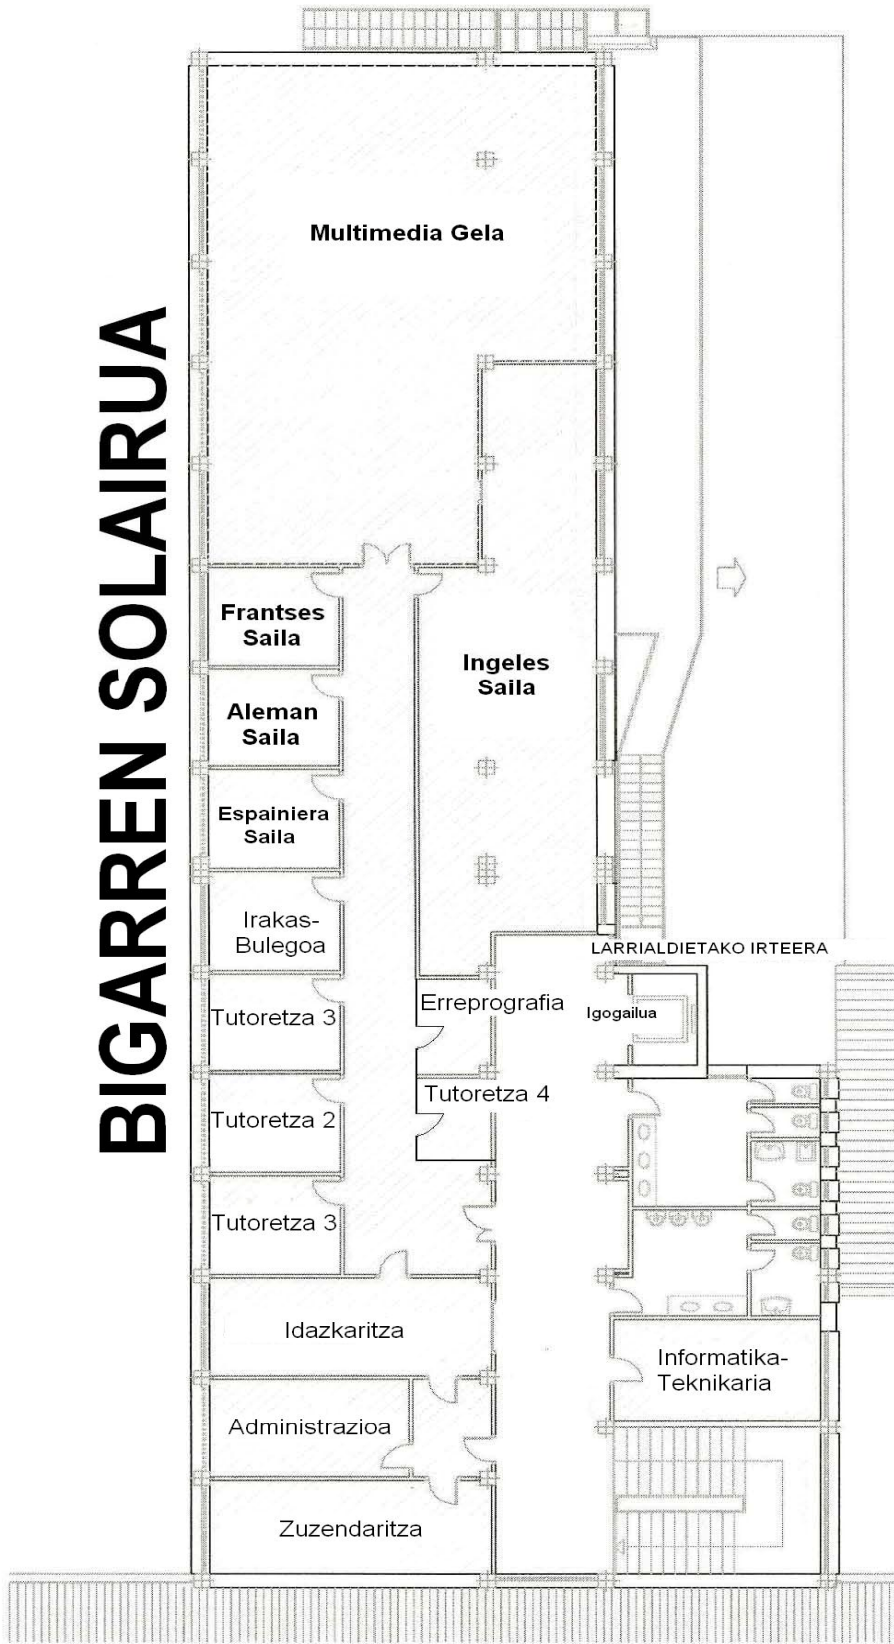 BIGARREN SOLAIRUA
Multimedia Gela
Frantses
Saila
Ingeles
Saila
Aleman
Saila
Espainiera
Saila
Irakas-
Bulegoa
LARRIALDIETAKO IRTEERA
Erreprografia
Igogailua
Tutoretza 3
Tutoretza 4
Tutoretza 2
Tutoretza 3
Idazkaritza
Informatika-
Teknikaria
Administrazioa
Zuzendaritza